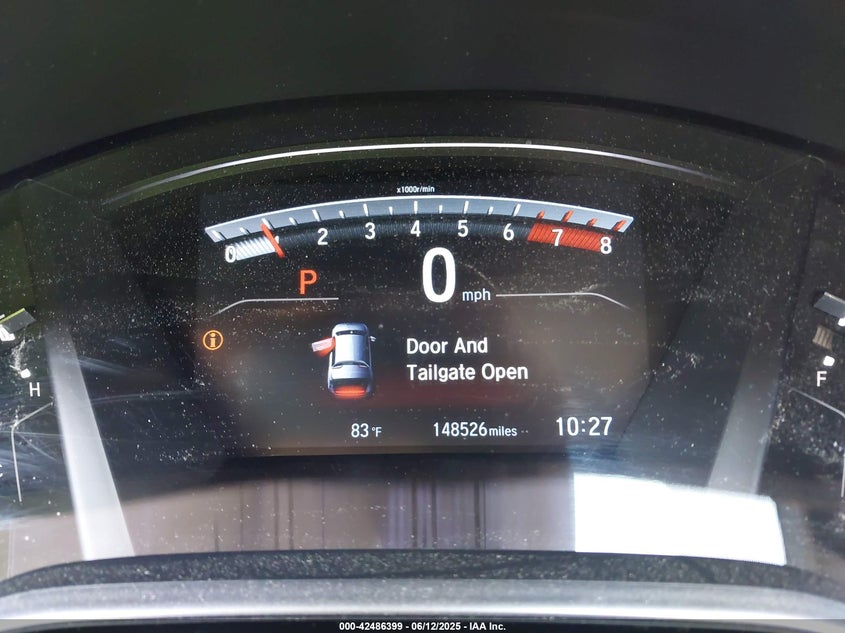 x1000r/min
0 2 3 4 5 6 7 8
P 0 mph
i
Door And
Tailgate Open
H F
83 °F 148526 miles 10:27
000-42486399 - 06/12/2025 - IAA Inc.